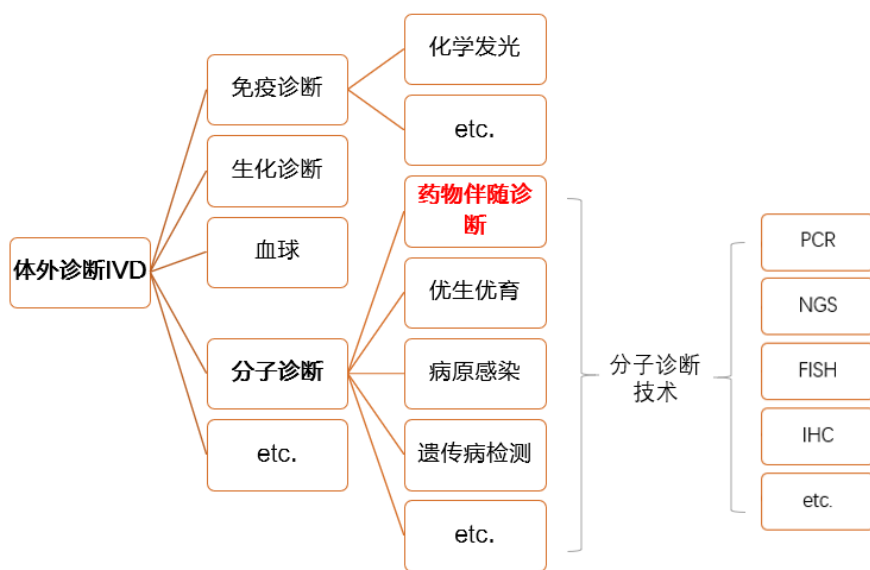 体外诊断IVD
免疫诊断
生化诊断
血球
分子诊断
etc.
化学发光
etc.
药物伴随诊
断
优生优育
病原感染
遗传病检测
etc.
分子诊断
技术
PCR
NGS
FISH
IHC
etc.